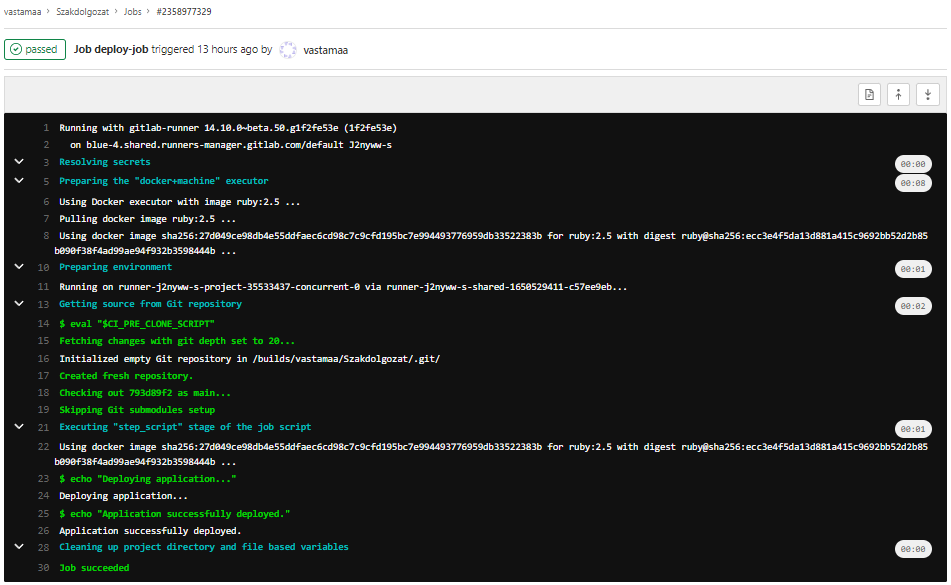 vastamaa > Szakdolgozat > Jobs > #2358977329
passed Job deploy-job triggered 13 hours ago by vastamaa
1 Running with gitlab-runner 14.10.0~beta.50.g1f2fe53e (1f2fe53e)
2 on blue-4.shared.runners-manager.gitlab.com/default J2nyww-s
3 Resolving secrets 00:00
5 Preparing the "docker+machine" executor 00:08
6 Using Docker executor with image ruby:2.5 ...
7 Pulling docker image ruby:2.5 ...
8 Using docker image sha256:27d049ce98db4e55ddfaec6cd98c7c9cfd195bc7e994493776959db33522383b for ruby:2.5 with digest ruby@sha256:ecc3e4f5da13d881a415c9692bb52d2b85
b090f38f4ad99ae94f932b3598444b ...
10 Preparing environment 00:01
11 Running on runner-j2nyww-s-project-35533437-concurrent-0 via runner-j2nyww-s-shared-1650529411-c57ee9eb...
13 Getting source from Git repository 00:02
14 $ eval "$CI_PRE_CLONE_SCRIPT"
15 Fetching changes with git depth set to 20...
16 Initialized empty Git repository in /builds/vastamaa/Szakdolgozat/.git/
17 Created fresh repository.
18 Checking out 793d89f2 as main...
19 Skipping Git submodules setup
21 Executing "step_script" stage of the job script 00:01
22 Using docker image sha256:27d049ce98db4e55ddfaec6cd98c7c9cfd195bc7e994493776959db33522383b for ruby:2.5 with digest ruby@sha256:ecc3e4f5da13d881a415c9692bb52d2b85
b090f38f4ad99ae94f932b3598444b ...
23 $ echo "Deploying application..."
24 Deploying application...
25 $ echo "Application successfully deployed."
26 Application successfully deployed.
28 Cleaning up project directory and file based variables 00:00
30 Job succeeded